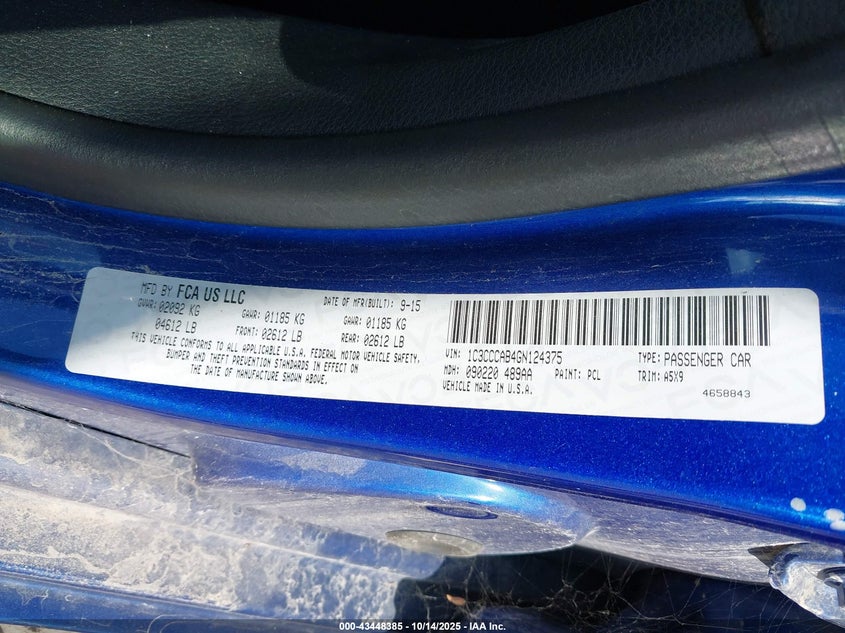 MFD BY FCA US LLC
DATE OF MFR(BUILT): 9-15
GVWR: 02092 KG
GAWR: 01185 KG
GAWR: 01185 KG
04612 LB
FRONT: 02612 LB
REAR: 02612 LB
THIS VEHICLE CONFORMS TO ALL APPLICABLE U.S.A. FEDERAL MOTOR VEHICLE SAFETY,
BUMPER AND THEFT PREVENTION STANDARDS IN EFFECT ON
THE DATE OF MANUFACTURE SHOWN ABOVE.
VIN: 1C3CCCAB4GN124375
TYPE: PASSENGER CAR
MDH: 090220 489AA
PAINT: PCL
TRIM: A5X9
VEHICLE MADE IN U.S.A.
4658843
000-43448385 - 10/14/2025 - IAA Inc.